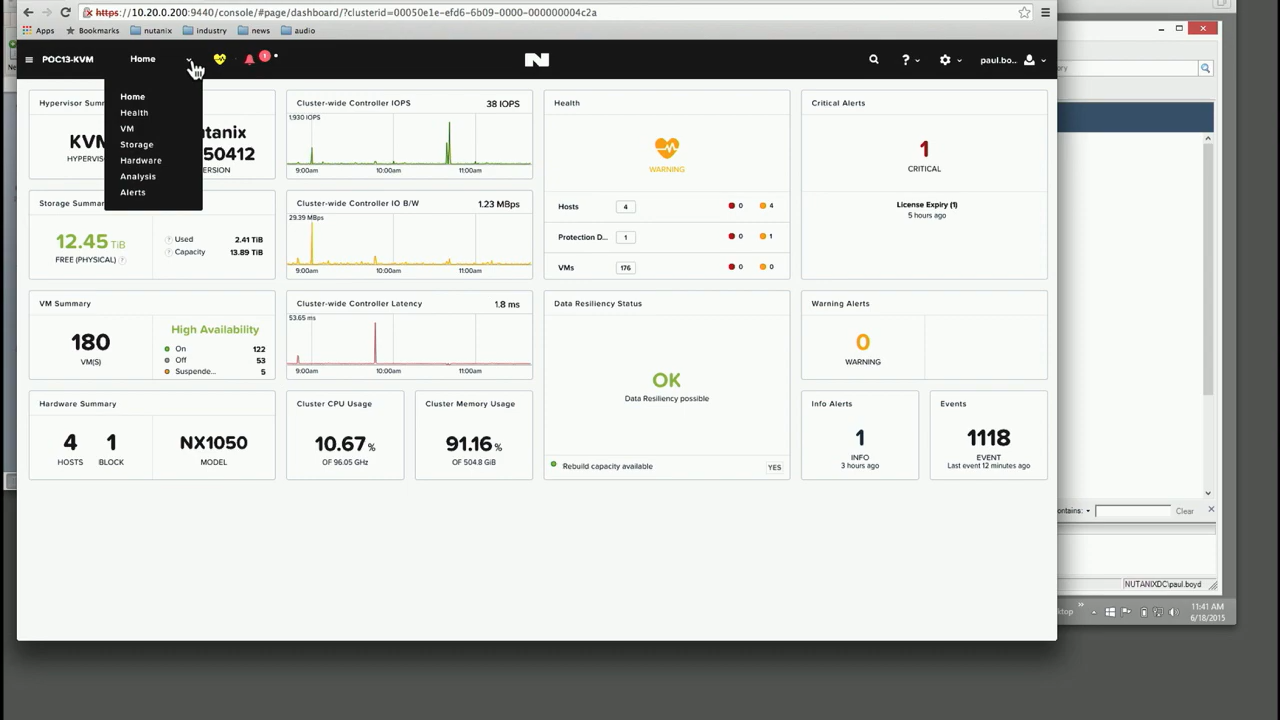 https://10.20.0.200:9440/console/#page/dashboard/?clusterid=00050e1e-efd6-6b09-0000-000000004c2a
Apps Bookmarks nutanix industry news audio
POC13-KVM Home 1 ? paul.bo..
Home
Health
VM
Storage
Hardware
Analysis
Alerts
Hypervisor Summ
KVM
HYPERVISO
utanix
50412
VERSION
Cluster-wide Controller IOPS 38 IOPS
1,930 IOPS
9:00am 10:00am 11:00am
Health
WARNING
Hosts 4 0 4
Protection D... 1 0 1
VMs 176 0 0
Critical Alerts
1
CRITICAL
License Expiry (1)
5 hours ago
Storage Summa
12.45 TiB
FREE (PHYSICAL) ?
? Used 2.41 TiB
? Capacity 13.89 TiB
Cluster-wide Controller IO B/W 1.23 MBps
29.39 MBps
9:00am 10:00am 11:00am
VM Summary
180
VM(S)
High Availability
On 122
Off 53
Suspende... 5
Cluster-wide Controller Latency 1.8 ms
53.65 ms
9:00am 10:00am 11:00am
Data Resiliency Status
OK
Data Resiliency possible
Rebuild capacity available YES
Warning Alerts
0
WARNING
Hardware Summary
4 1
HOSTS BLOCK
NX1050
MODEL
Cluster CPU Usage
10.67 %
OF 96.05 GHz
Cluster Memory Usage
91.16 %
OF 504.8 GiB
Info Alerts
1
INFO
3 hours ago
Events
1118
EVENT
Last event 12 minutes ago
ory
ontains: Clear
NUTANIXDC\paul.boyd
ktop
11:41 AM
6/18/2015